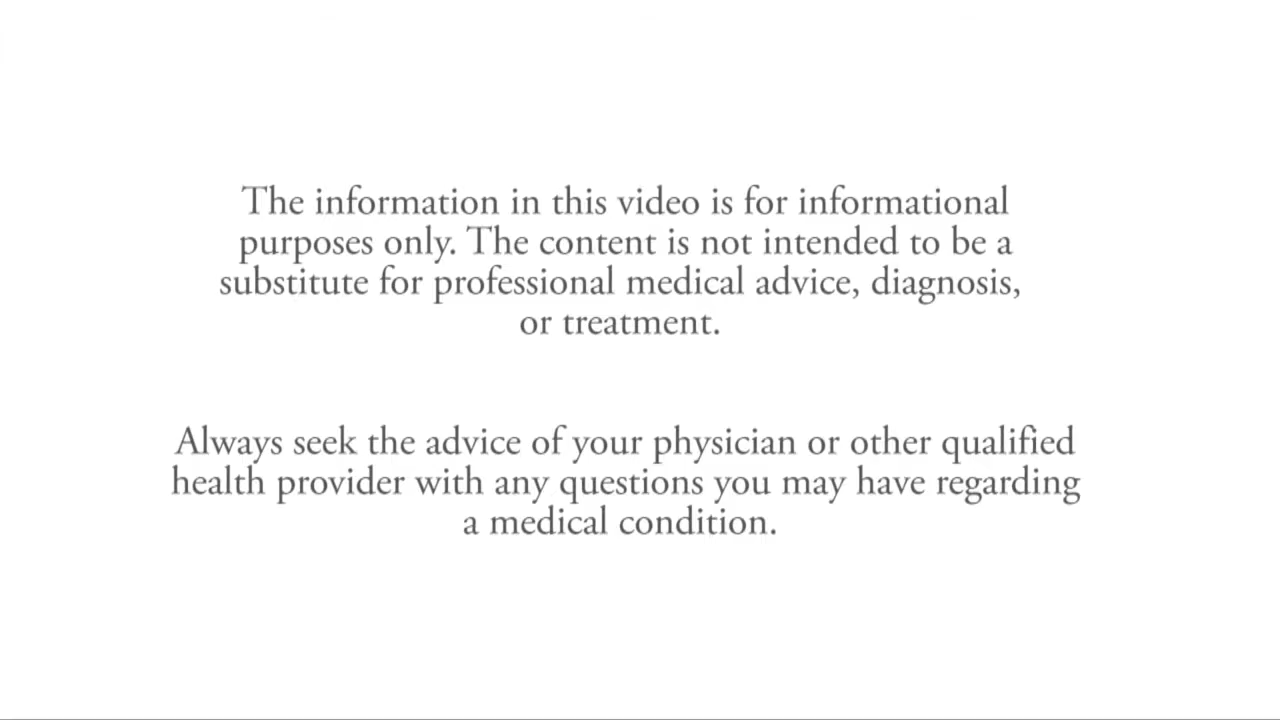 The information in this video is for informational
purposes only. The content is not intended to be a
substitute for professional medical advice, diagnosis,
or treatment.
Always seek the advice of your physician or other qualified
health provider with any questions you may have regarding
a medical condition.